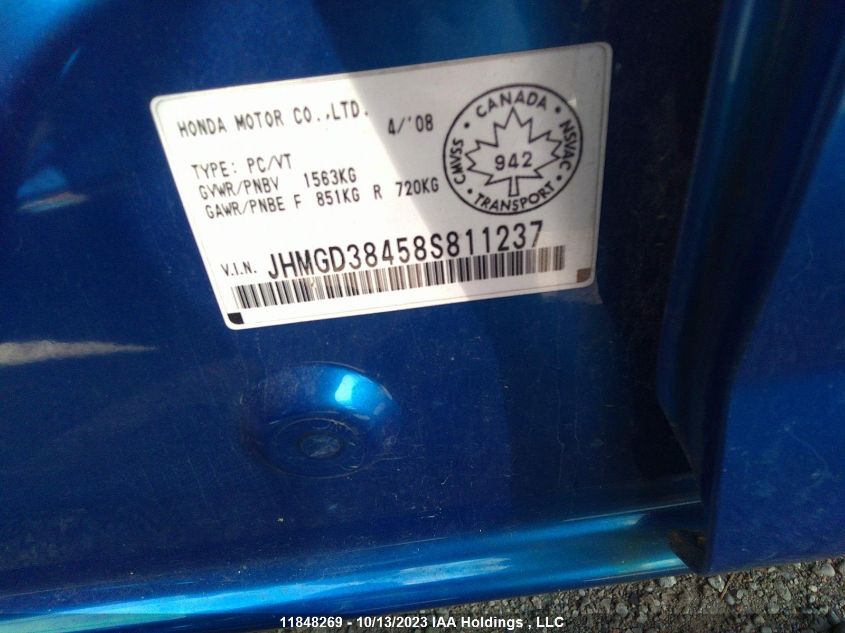 HONDA MOTOR CO.,LTD. 4/'08
TYPE: PC/VT
GVWR/PNBV 1563KG
GAWR/PNBE F 851KG R 720KG
CANADA
CMVSS 942 NSVAC
TRANSPORT
V.I.N. JHMGD38458S811237
11848269 - 10/13/2023 IAA Holdings , LLC